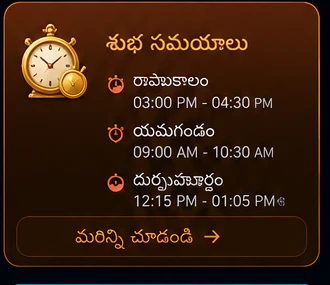 శుభ సమయాలు
రాహుకాలం
03:00 PM - 04:30 PM
యమగండం
09:00 AM - 10:30 AM
దుర్ముహూర్తం
12:15 PM - 01:05 PM
మరిన్ని చూడండి →